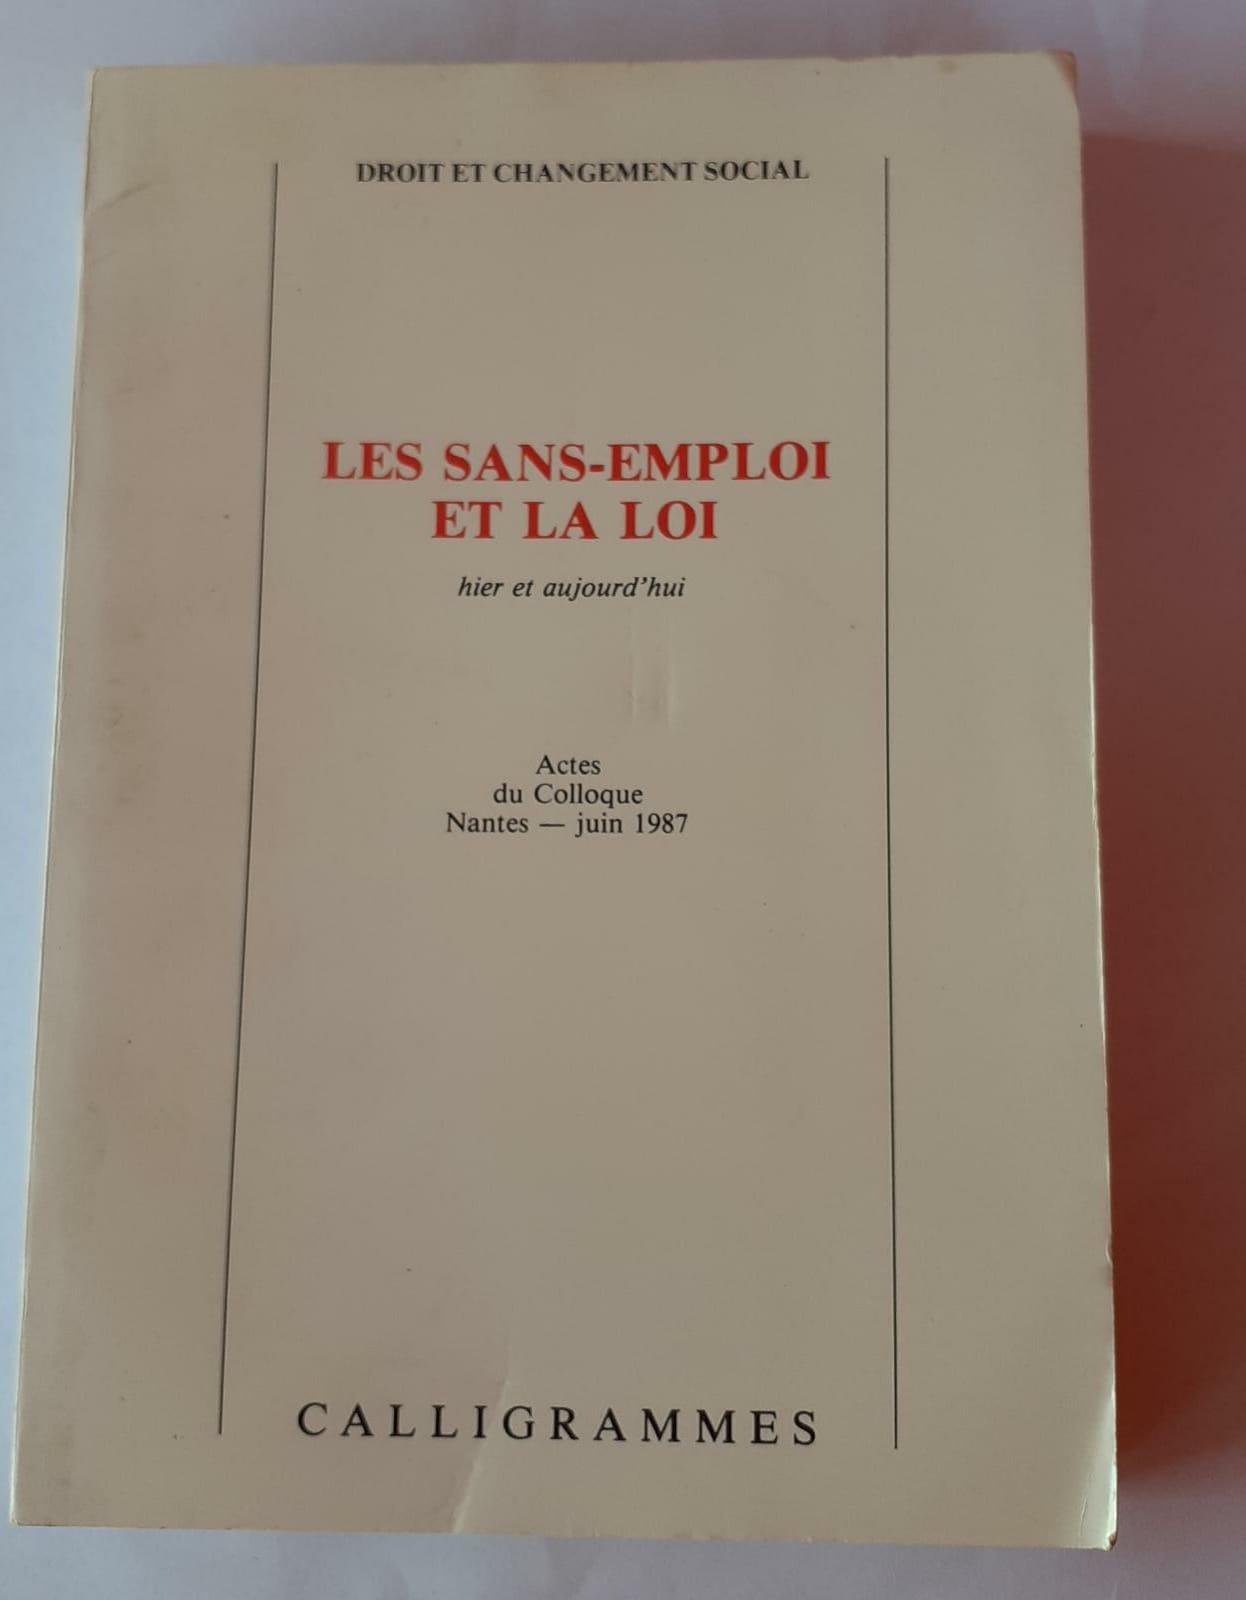 DROIT ET CHANGEMENT SOCIAL
LES SANS-EMPLOI
ET LA LOI
hier et aujourd'hui
Actes
du Colloque
Nantes — juin 1987
CALLIGRAMMES